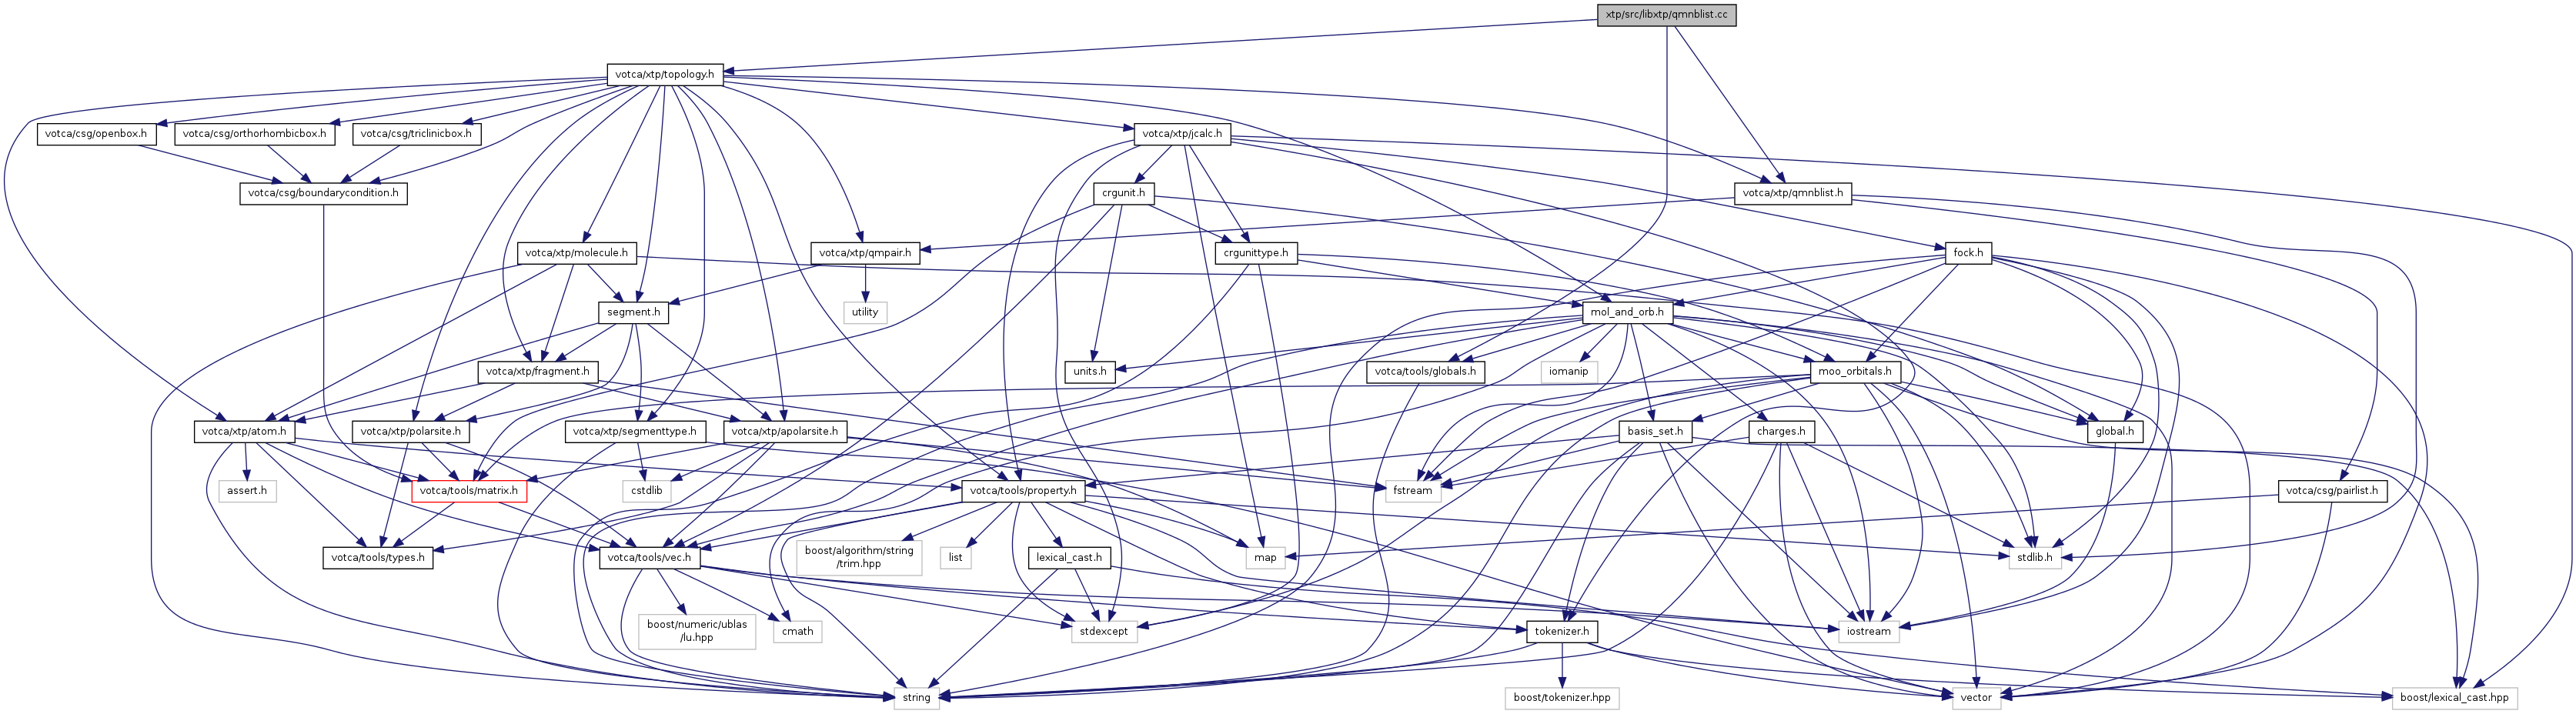 xtp/src/libxtp/qmnblist.cc
votca/xtp/topology.h
votca/csg/openbox.h
votca/csg/orthorhombicbox.h
votca/csg/triclinicbox.h
votca/xtp/jcalc.h
votca/csg/boundarycondition.h
crgunit.h
votca/xtp/qmnblist.h
votca/xtp/molecule.h
votca/xtp/qmpair.h
crgunittype.h
fock.h
segment.h
utility
mol_and_orb.h
votca/xtp/fragment.h
units.h
votca/tools/globals.h
iomanip
moo_orbitals.h
votca/xtp/atom.h
votca/xtp/polarsite.h
votca/xtp/segmenttype.h
votca/xtp/apolarsite.h
basis_set.h
charges.h
global.h
assert.h
votca/tools/matrix.h
cstdlib
votca/tools/property.h
fstream
votca/csg/pairlist.h
votca/tools/types.h
votca/tools/vec.h
boost/algorithm/string
/trim.hpp
list
lexical_cast.h
map
stdlib.h
boost/numeric/ublas
/lu.hpp
cmath
stdexcept
tokenizer.h
iostream
string
boost/tokenizer.hpp
vector
boost/lexical_cast.hpp